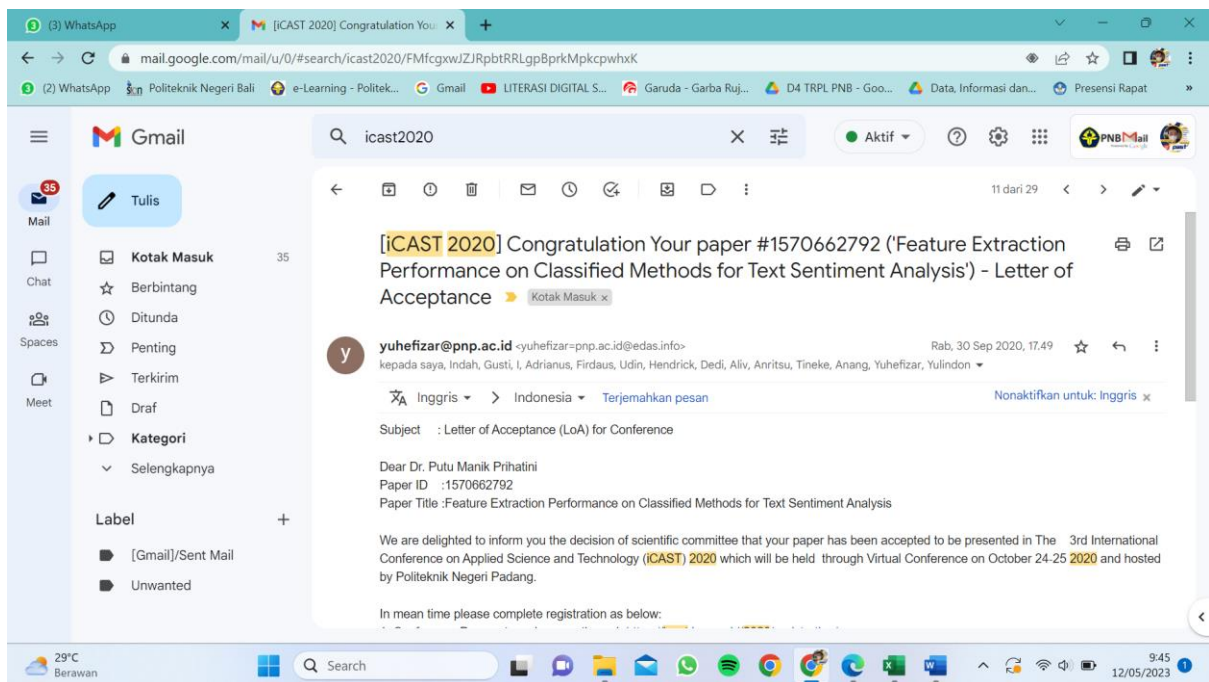 (3) WhatsApp
[iCAST 2020] Congratulation You
mail.google.com/mail/u/0/#search/icast2020/FMfcgxwJZJRpbtRRLgpBprkMpkcpwhxK
(2) WhatsApp Politeknik Negeri Bali e-Learning - Politek... Gmail LITERASI DIGITAL S... Garuda - Garba Ruj... D4 TRPL PNB - Goo... Data, Informasi dan... Presensi Rapat »
Gmail
icast2020
Aktif
PNBMail
35
Mail
Chat
Spaces
Meet
Tulis
Kotak Masuk 35
Berbintang
Ditunda
Penting
Terkirim
Draf
Kategori
Selengkapnya
Label +
[Gmail]/Sent Mail
Unwanted
11 dari 29
[iCAST 2020] Congratulation Your paper #1570662792 ('Feature Extraction
Performance on Classified Methods for Text Sentiment Analysis') - Letter of
Acceptance Kotak Masuk x
y
yuhefizar@pnp.ac.id <yuhefizar=pnp.ac.id@edas.info> Rab, 30 Sep 2020, 17.49
kepada saya, Indah, Gusti, I, Adrianus, Firdaus, Udin, Hendrick, Dedi, Aliv, Anritsu, Tineke, Anang, Yuhefizar, Yulindon
Inggris > Indonesia Terjemahkan pesan Nonaktifkan untuk: Inggris x
Subject : Letter of Acceptance (LoA) for Conference
Dear Dr. Putu Manik Prihatini
Paper ID :1570662792
Paper Title :Feature Extraction Performance on Classified Methods for Text Sentiment Analysis
We are delighted to inform you the decision of scientific committee that your paper has been accepted to be presented in The 3rd International
Conference on Applied Science and Technology (iCAST) 2020 which will be held through Virtual Conference on October 24-25 2020 and hosted
by Politeknik Negeri Padang.
In mean time please complete registration as below:
29°C
Berawan
Search
9:45
12/05/2023
1